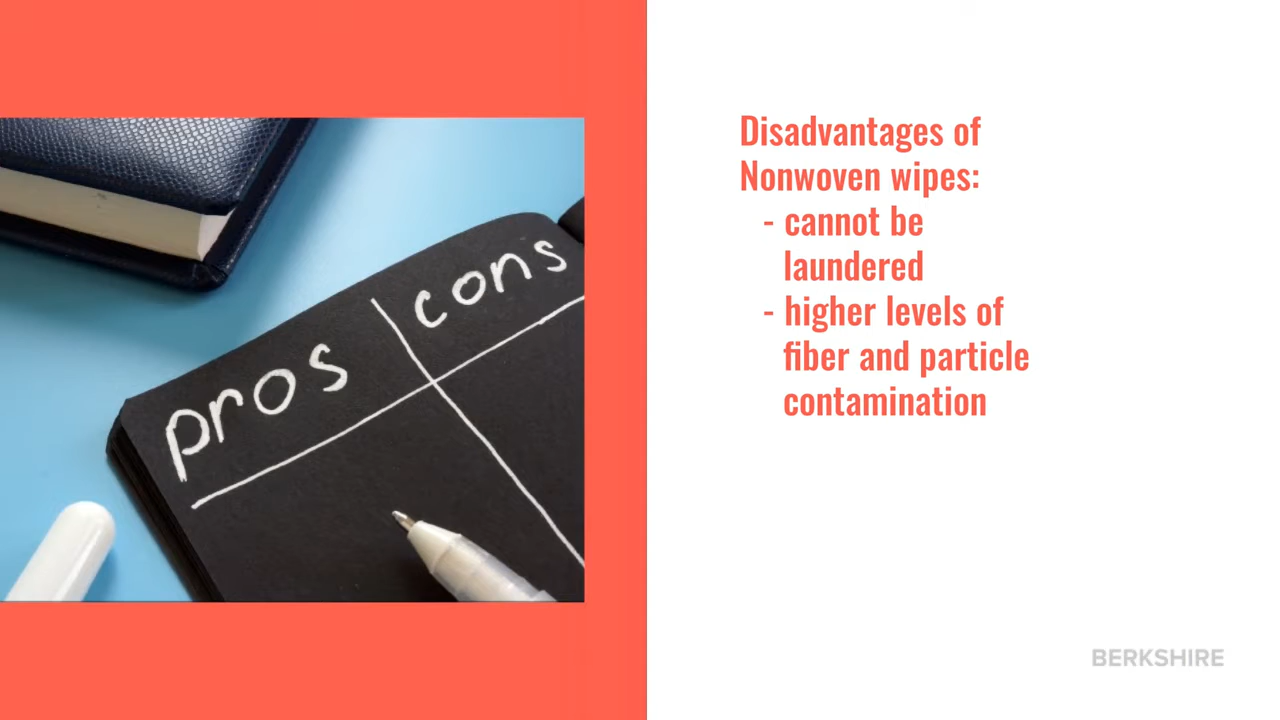 pros
cons
Disadvantages of
Nonwoven wipes:
- cannot be
laundered
- higher levels of
fiber and particle
contamination
BERKSHIRE